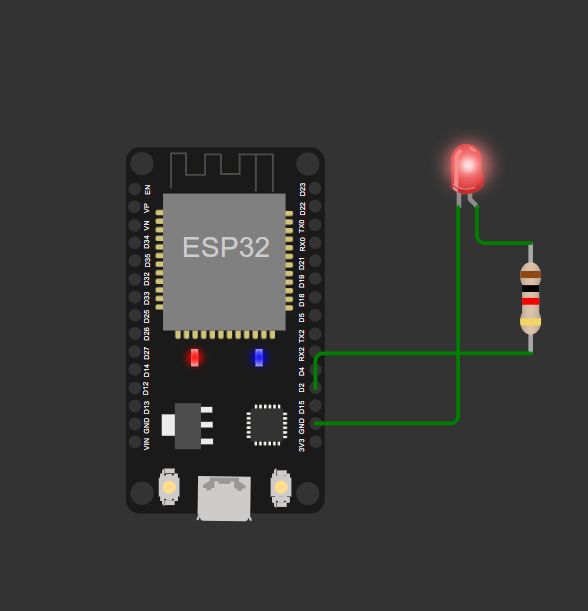 EN
VP
VN
D34
D35
D32
D33
D25
D26
D27
D14
D12
D13
GND
VIN
ESP32
D23
D22
TX0
RX0
D21
D19
D18
D5
TX2
RX2
D4
D2
D15
GND
3V3